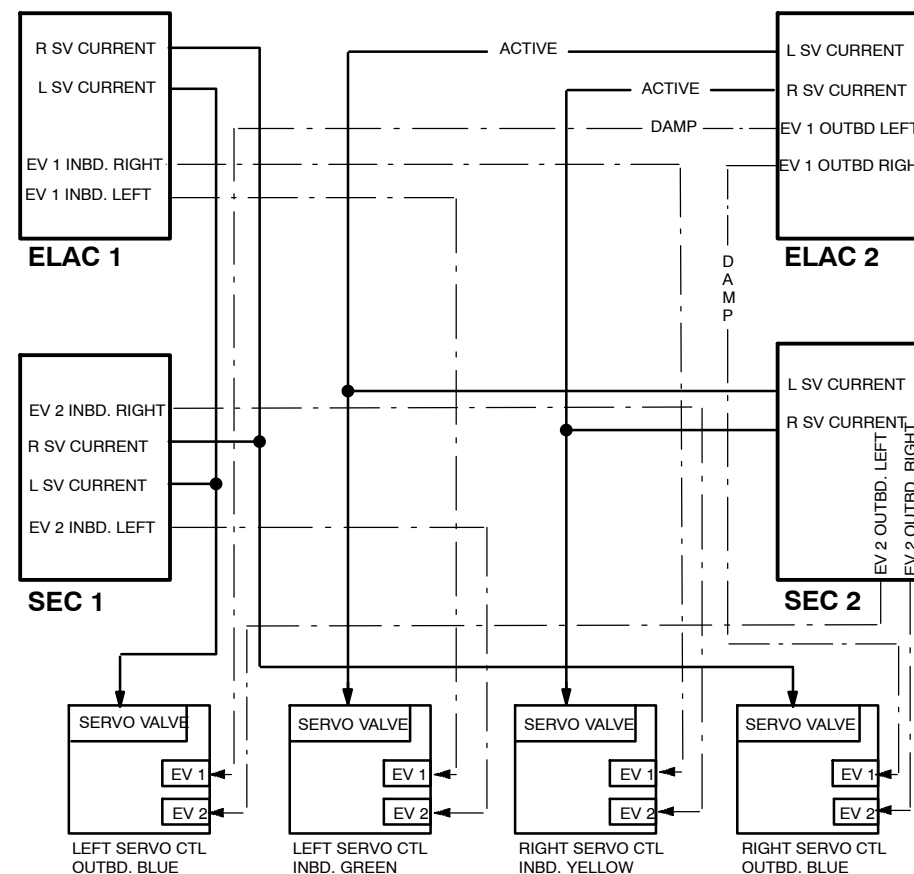 R SV CURRENT
L SV CURRENT
EV 1 INBD. RIGHT
EV 1 INBD. LEFT
ELAC 1
ACTIVE
ACTIVE
DAMP
L SV CURRENT
R SV CURRENT
EV 1 OUTBD LEFT
EV 1 OUTBD RIGH
ELAC 2
DAMP
EV 2 INBD. RIGHT
R SV CURRENT
L SV CURRENT
EV 2 INBD. LEFT
SEC 1
L SV CURRENT
R SV CURRENT
EV 2 OUTBD. LEFT
EV 2 OUTBD. RIGHT
SEC 2
SERVO VALVE
EV 1
EV 2
LEFT SERVO CTL
OUTBD. BLUE
SERVO VALVE
EV 1
EV 2
LEFT SERVO CTL
INBD. GREEN
SERVO VALVE
EV 1
EV 2
RIGHT SERVO CTL
INBD. YELLOW
SERVO VALVE
EV 1
EV 2
RIGHT SERVO CTL
OUTBD. BLUE